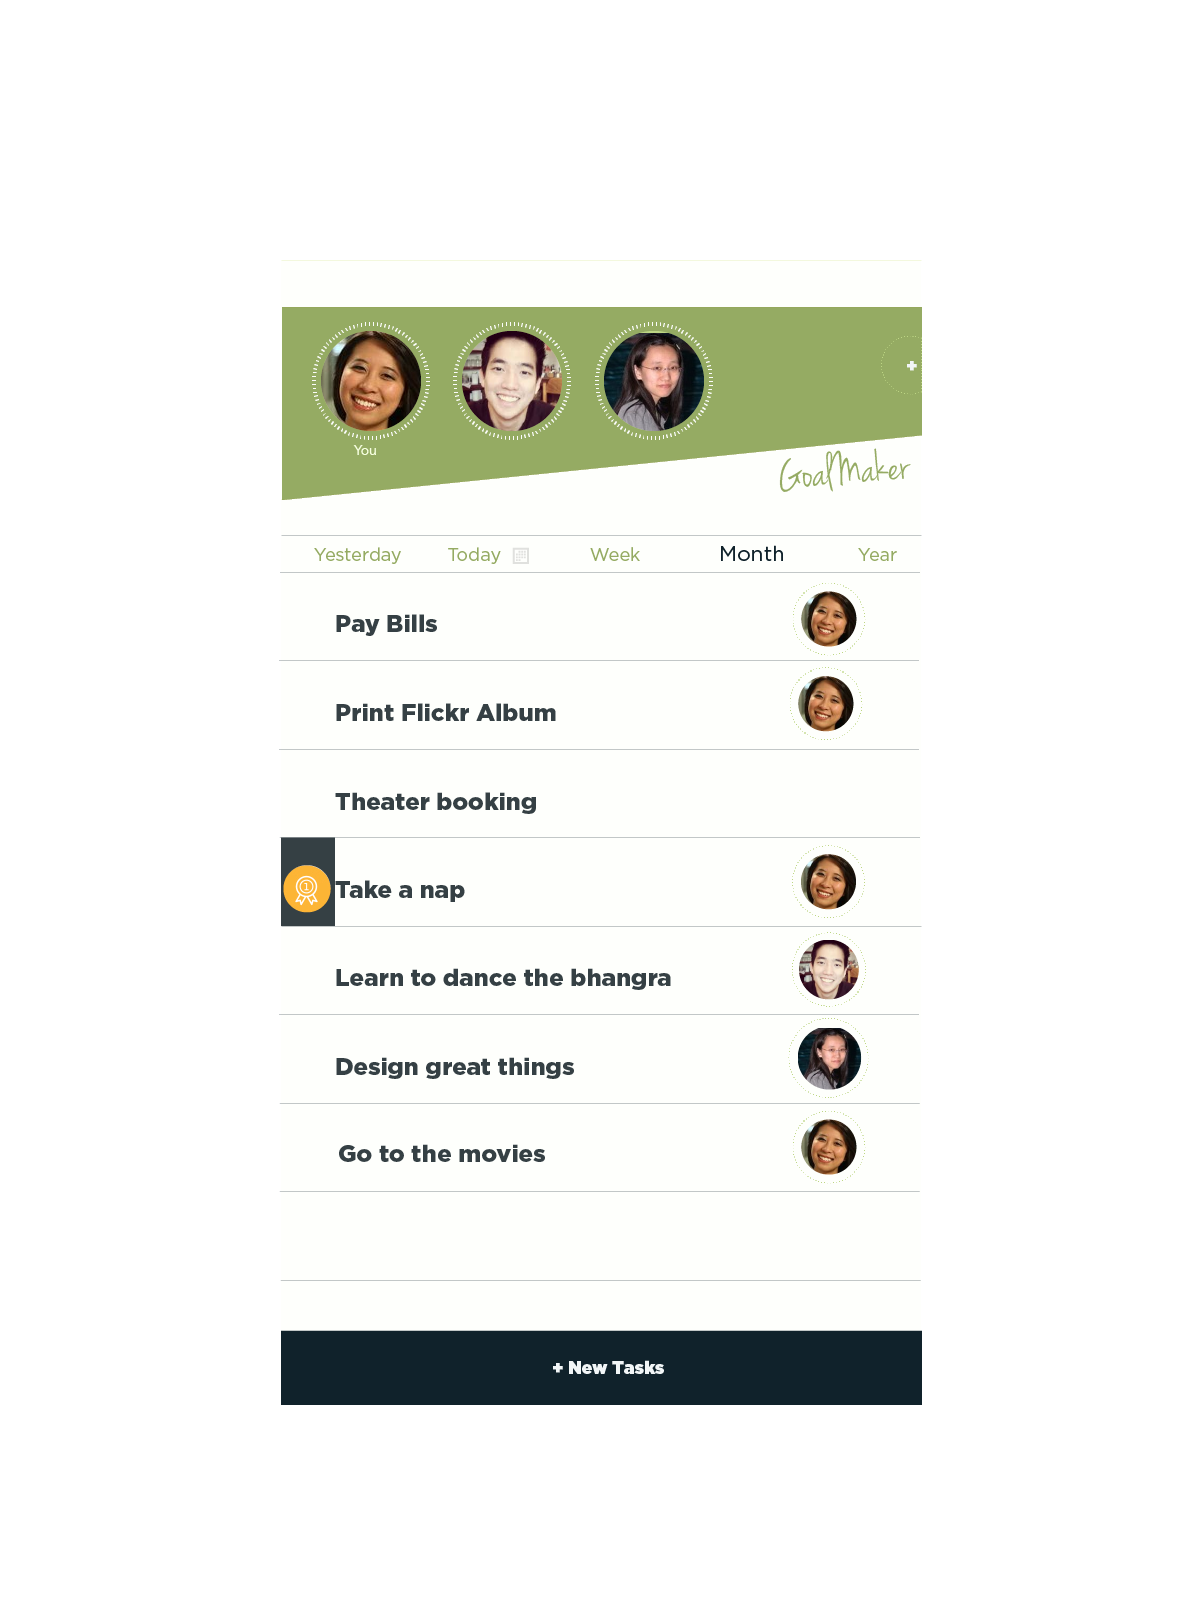 You
GoalMaker
Yesterday Today Week Month Year
Pay Bills
Print Flickr Album
Theater booking
1 Take a nap
Learn to dance the bhangra
Design great things
Go to the movies
+ New Tasks